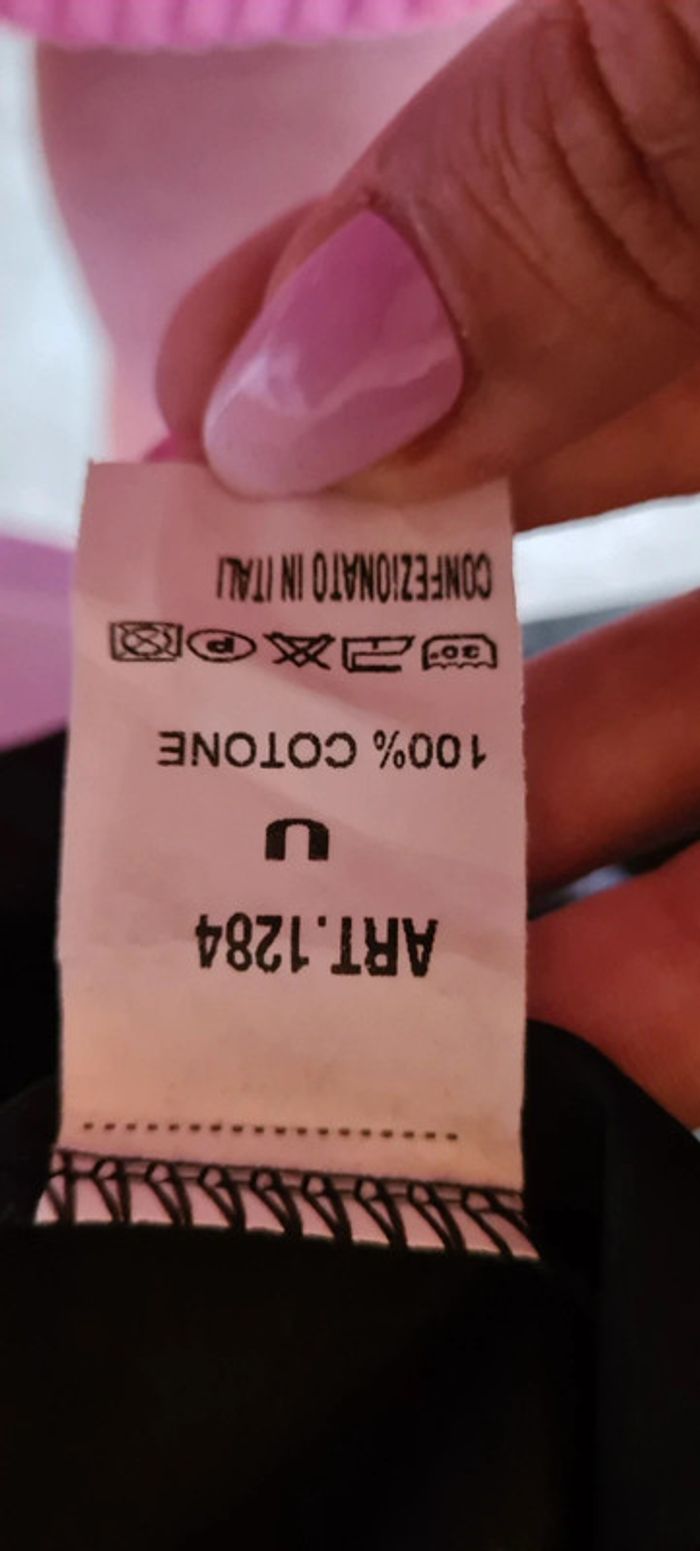 ART.1284
U
100% COTONE
30° P
CONFEZIONATO IN ITALI